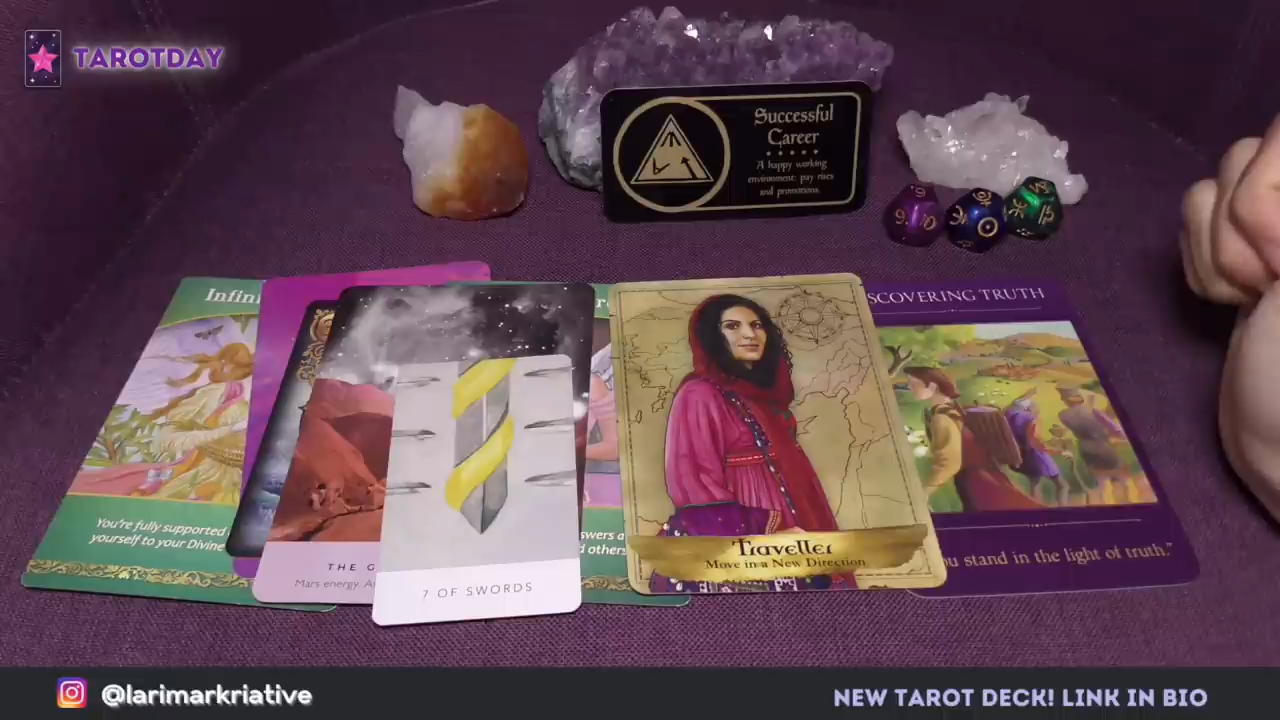 TAROTDAY
Successful
Career
A happy working
environment: pay rises
and promotions.
Infin
You're fully supported
yourself to your Divine
THE G
Mars energy. A
7 OF SWORDS
swers a
d others
Traveller
Move in a New Direction
SCOVERING TRUTH
ou stand in the light of truth."
@larimarkriative
NEW TAROT DECK! LINK IN BIO